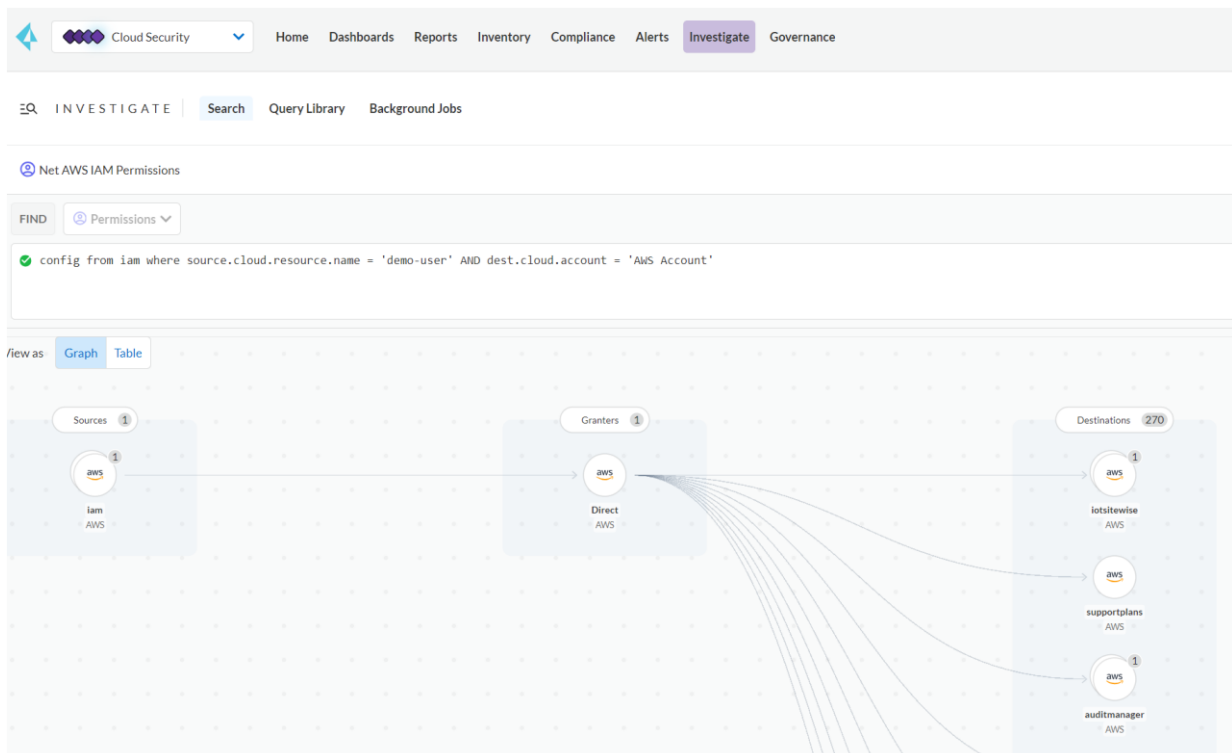 Cloud Security Home Dashboards Reports Inventory Compliance Alerts Investigate Governance
INVESTIGATE Search Query Library Background Jobs
Net AWS IAM Permissions
FIND Permissions
config from iam where source.cloud.resource.name = 'demo-user' AND dest.cloud.account = 'AWS Account'
View as Graph Table
Sources 1 Granters 1 Destinations 270
aws 1 aws aws 1
iam Direct iotsitewise
AWS AWS AWS
aws
supportplans
AWS
aws 1
auditmanager
AWS